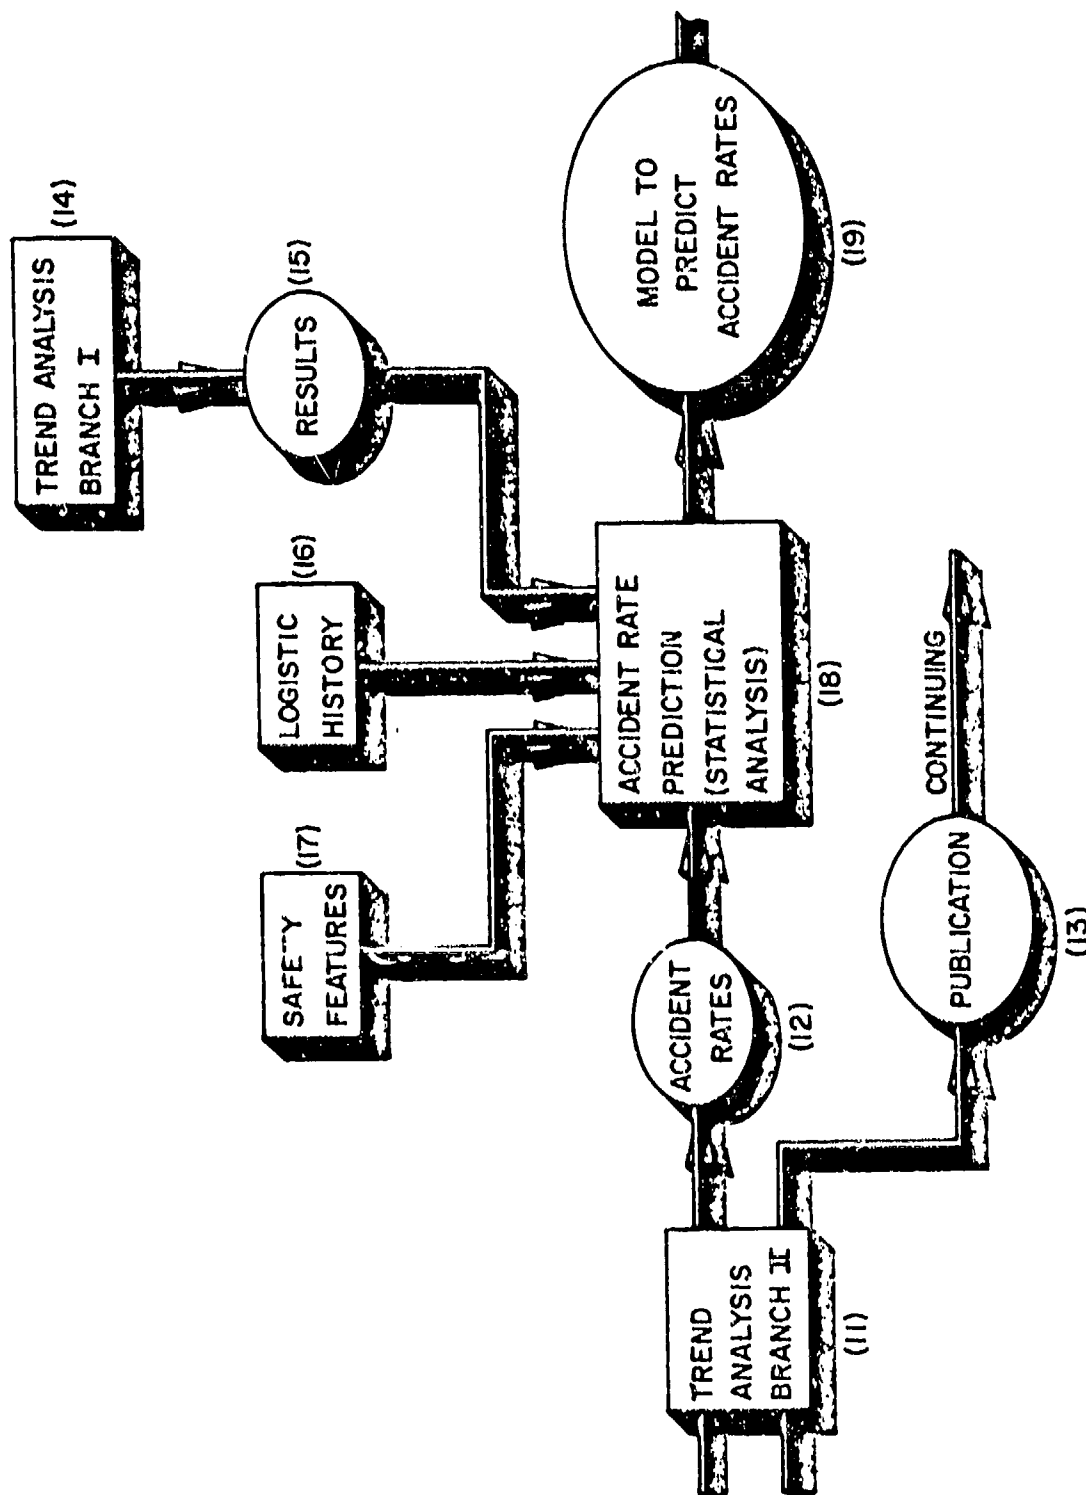 TREND ANALYSIS
BRANCH I
(14)
RESULTS
(15)
LOGISTIC
HISTORY
(16)
SAFETY
FEATURES
(17)
ACCIDENT RATE
PREDICTION
(STATISTICAL
ANALYSIS)
(18)
MODEL TO
PREDICT
ACCIDENT RATES
(19)
TREND
ANALYSIS
BRANCH II
(11)
ACCIDENT
RATES
(12)
PUBLICATION
(13)
CONTINUING